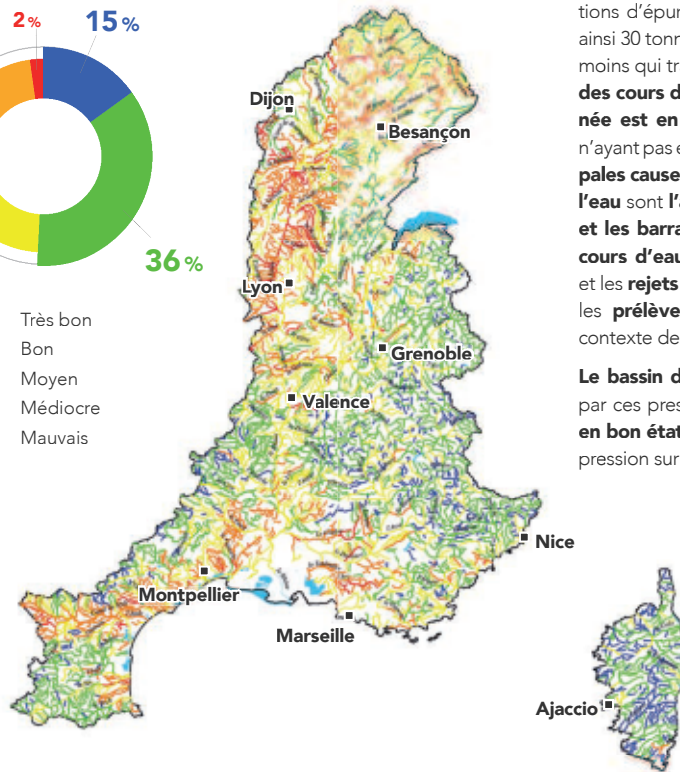 2 %
15 %
36 %
Très bon
Bon
Moyen
Médiocre
Mauvais
Dijon
Besançon
Lyon
Grenoble
Valence
Nice
Montpellier
Marseille
Ajaccio
tions d'épur
ainsi 30 tonn
moins qui tr
des cours d
née est en
n'ayant pas e
pales cause
l'eau sont l'a
et les barra
cours d'eau
et les rejets
les prélève
contexte de
Le bassin d
par ces pres
en bon état
pression sur